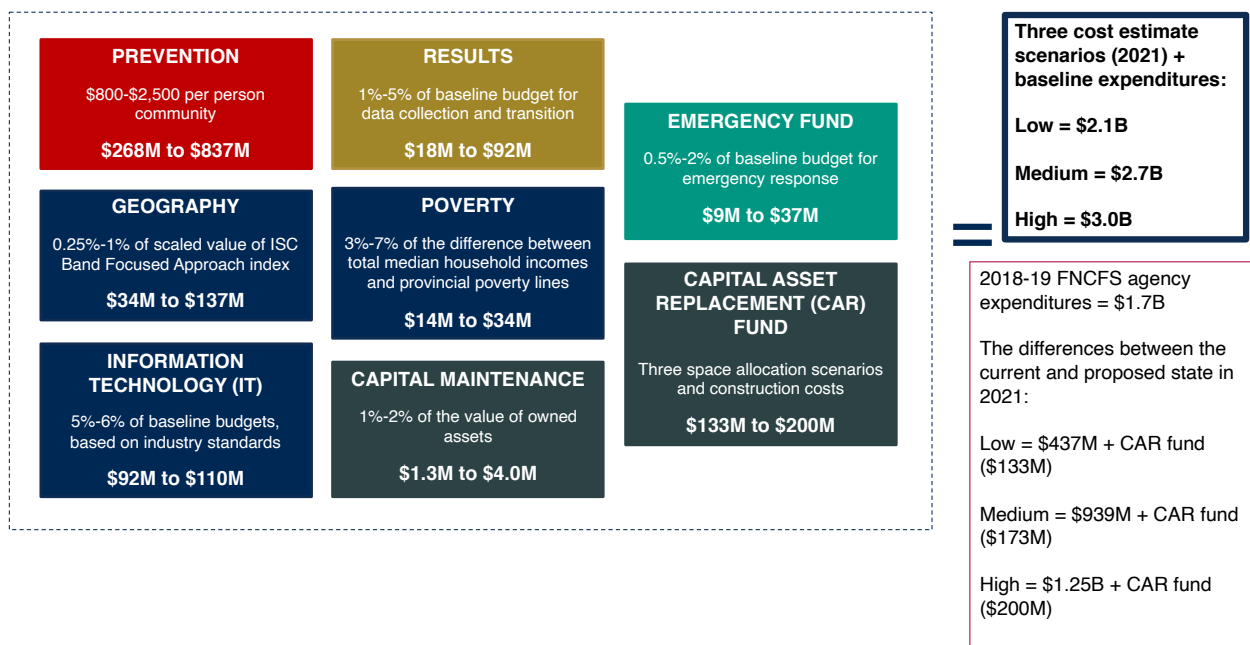 PREVENTION
$800-$2,500 per person
community
$268M to $837M
RESULTS
1%-5% of baseline budget for
data collection and transition
$18M to $92M
EMERGENCY FUND
0.5%-2% of baseline budget for
emergency response
$9M to $37M
GEOGRAPHY
0.25%-1% of scaled value of ISC
Band Focused Approach index
$34M to $137M
POVERTY
3%-7% of the difference between
total median household incomes
and provincial poverty lines
$14M to $34M
CAPITAL ASSET
REPLACEMENT (CAR)
FUND
Three space allocation scenarios
and construction costs
$133M to $200M
INFORMATION
TECHNOLOGY (IT)
5%-6% of baseline budgets,
based on industry standards
$92M to $110M
CAPITAL MAINTENANCE
1%-2% of the value of owned
assets
$1.3M to $4.0M
=
Three cost estimate
scenarios (2021) +
baseline expenditures:
Low = $2.1B
Medium = $2.7B
High = $3.0B
2018-19 FNCFS agency
expenditures = $1.7B
The differences between the
current and proposed state in
2021:
Low = $437M + CAR fund
($133M)
Medium = $939M + CAR fund
($173M)
High = $1.25B + CAR fund
($200M)